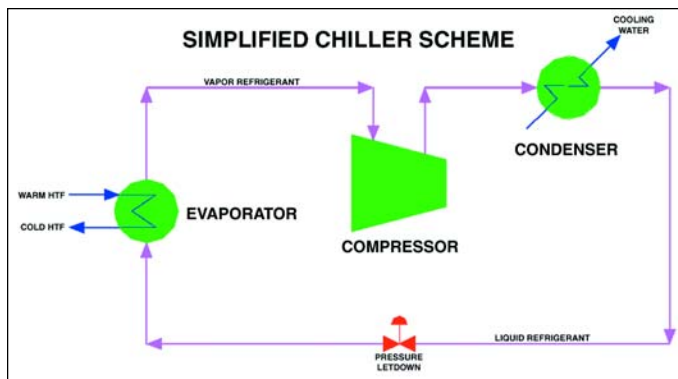 SIMPLIFIED CHILLER SCHEME
COOLING
WATER
VAPOR REFRIGERANT
CONDENSER
WARM HTF
EVAPORATOR
COLD HTF
COMPRESSOR
LIQUID REFRIGERANT
PRESSURE
LETDOWN